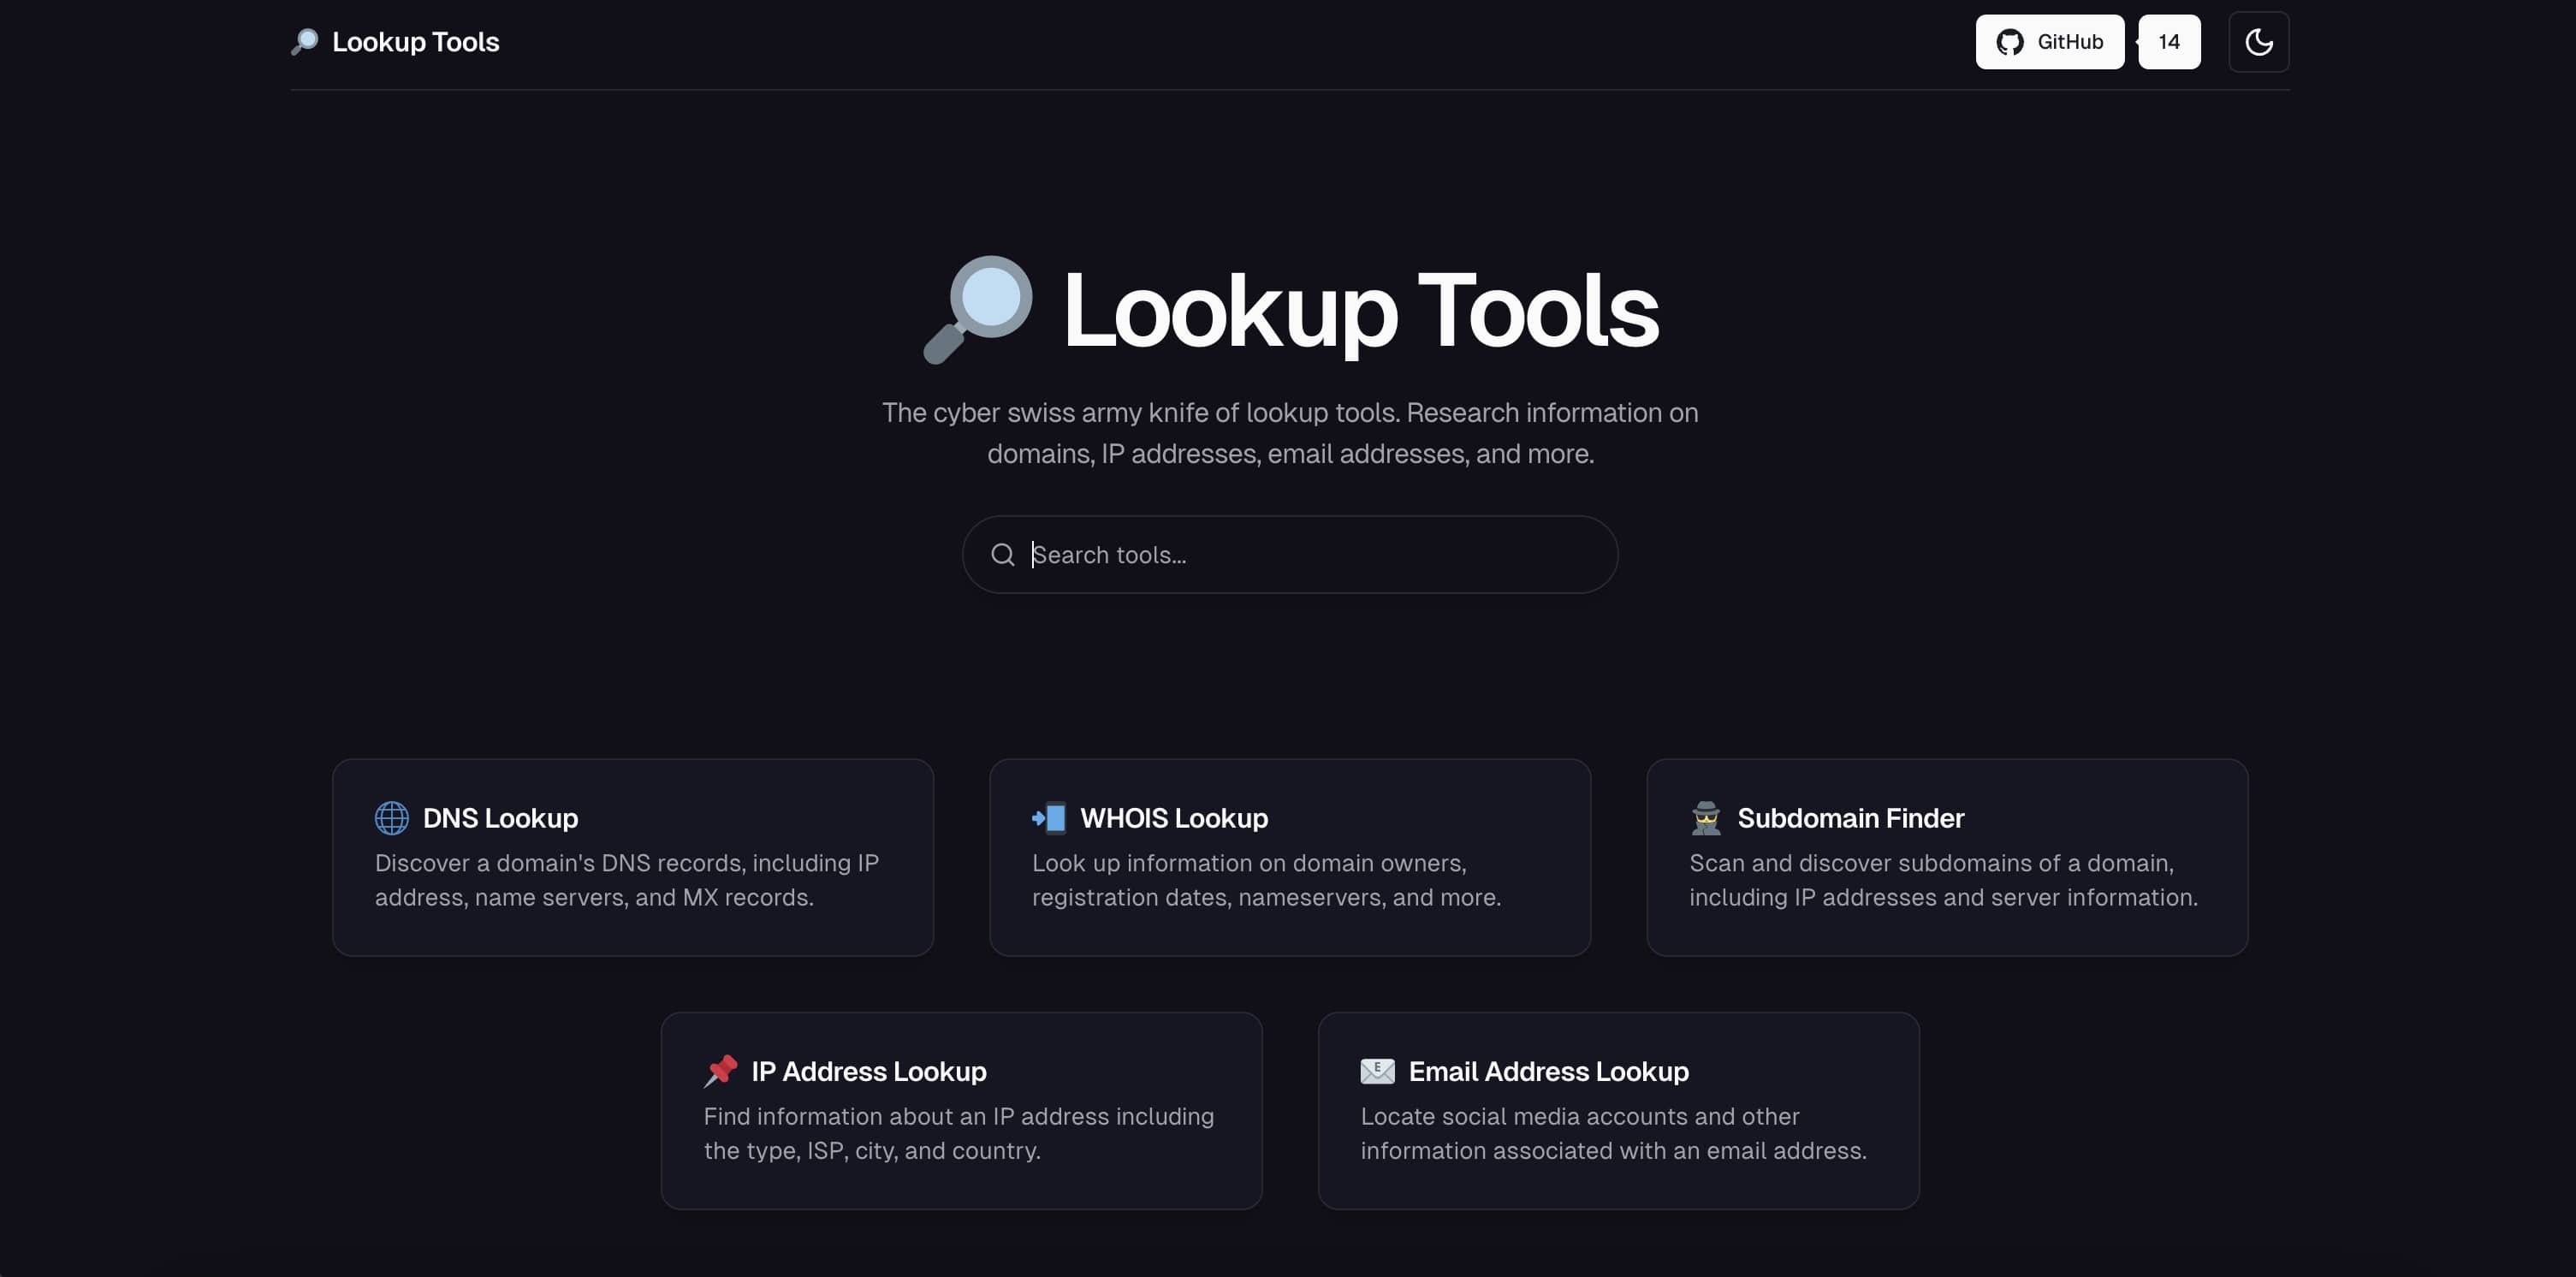 Lookup Tools
GitHub
14
Lookup Tools
The cyber swiss army knife of lookup tools. Research information on
domains, IP addresses, email addresses, and more.
Search tools...
DNS Lookup
Discover a domain's DNS records, including IP
address, name servers, and MX records.
WHOIS Lookup
Look up information on domain owners,
registration dates, nameservers, and more.
Subdomain Finder
Scan and discover subdomains of a domain,
including IP addresses and server information.
IP Address Lookup
Find information about an IP address including
the type, ISP, city, and country.
E
Email Address Lookup
Locate social media accounts and other
information associated with an email address.